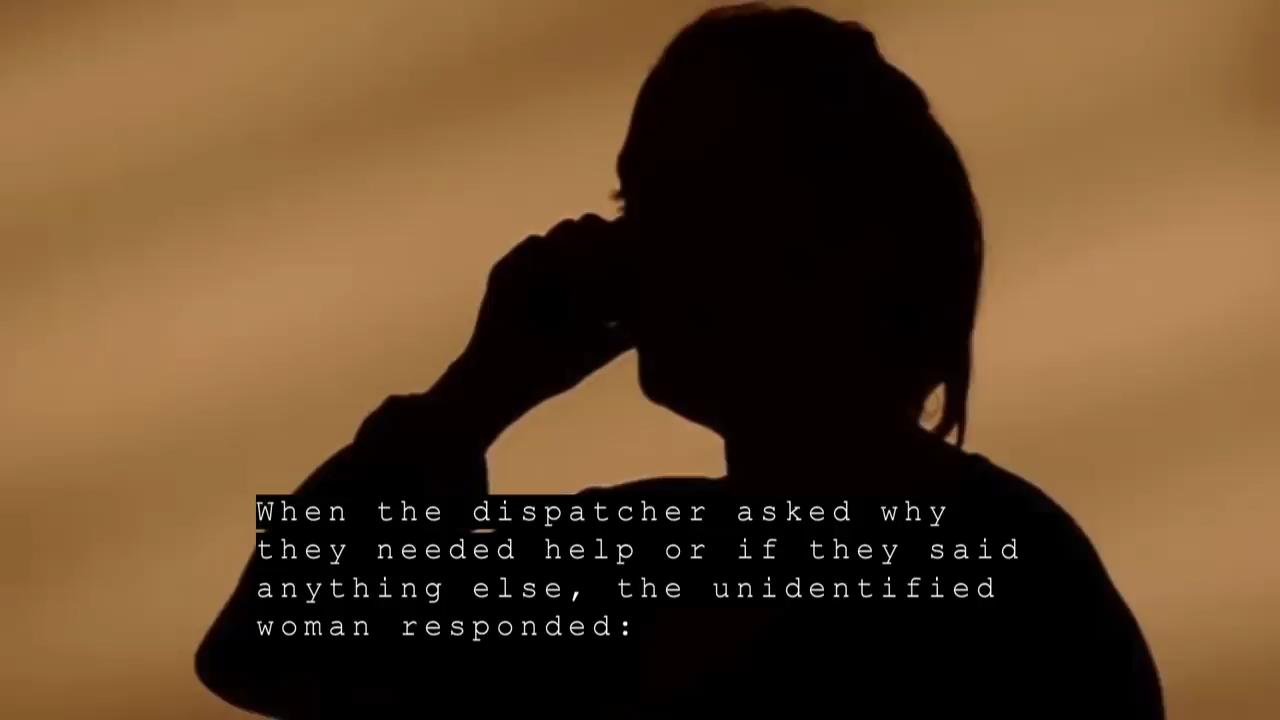 When the dispatcher asked why
they needed help or if they said
anything else, the unidentified
woman responded: